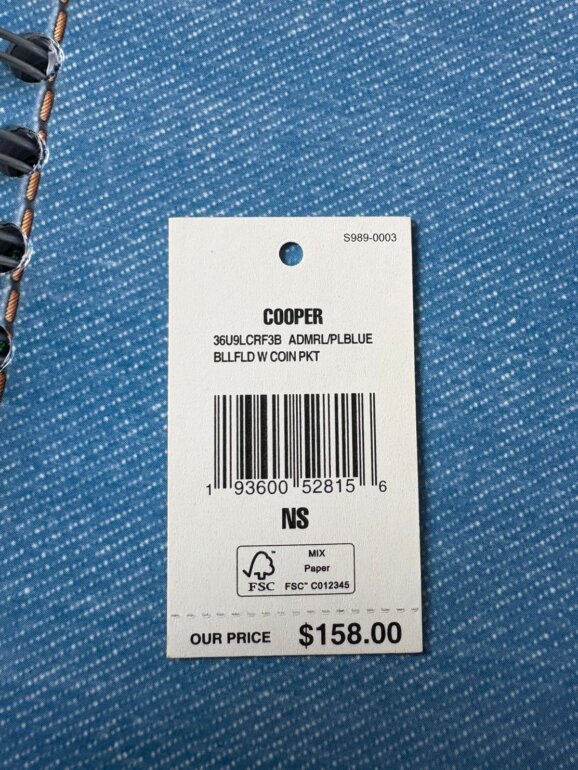 S989-0003
COOPER
36U9LCRF3B ADMRL/PLBLUE
BLLFLD W COIN PKT
1 93600 52815 6
NS
FSC
MIX
Paper
FSC™ C012345
OUR PRICE $158.00